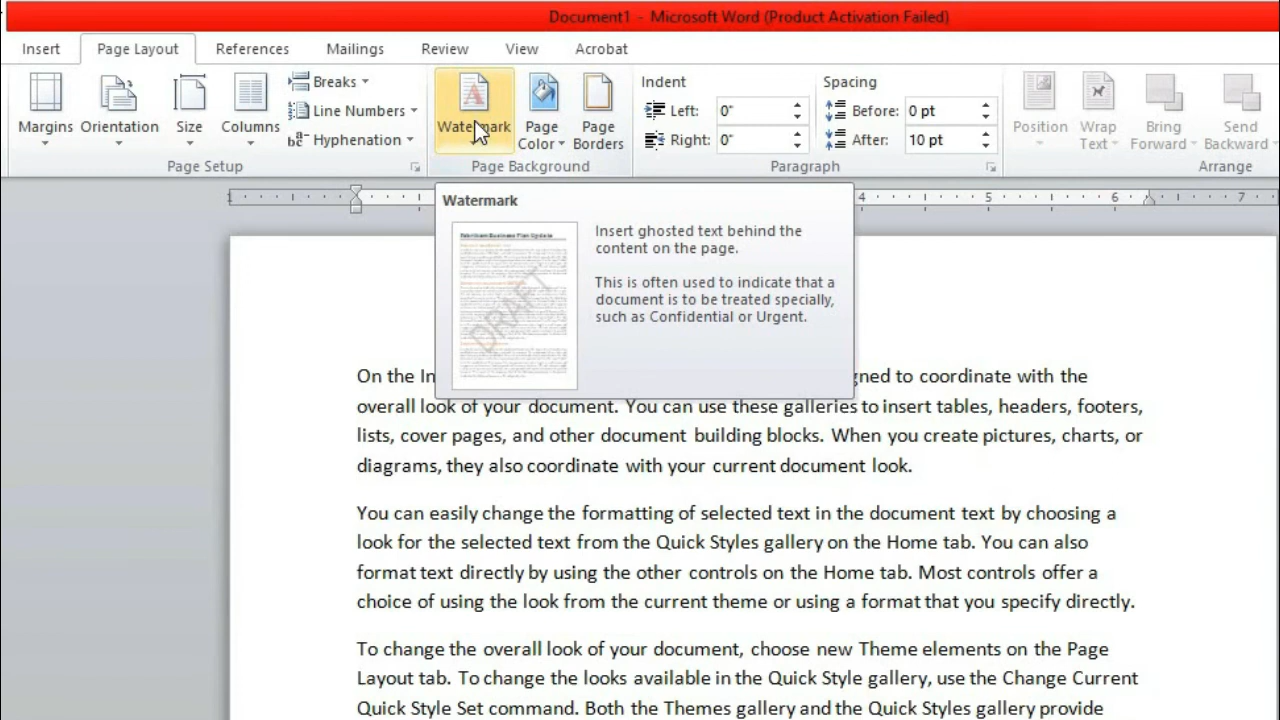 Document1 - Microsoft Word (Product Activation Failed)
Insert Page Layout References Mailings Review View Acrobat
Margins Orientation Size Columns
Breaks
Line Numbers
Hyphenation
Page Setup
Watermark Page Color Page Borders
Page Background
Indent
Left: 0"
Right: 0"
Spacing
Before: 0 pt
After: 10 pt
Paragraph
Position Wrap Text Bring Forward Send Backward
Arrange
1 4 5 6 7
Watermark
Fabrikam Business Plan Update
DRAFT
Insert ghosted text behind the
content on the page.
This is often used to indicate that a
document is to be treated specially,
such as Confidential or Urgent.
On the In gned to coordinate with the
overall look of your document. You can use these galleries to insert tables, headers, footers,
lists, cover pages, and other document building blocks. When you create pictures, charts, or
diagrams, they also coordinate with your current document look.
You can easily change the formatting of selected text in the document text by choosing a
look for the selected text from the Quick Styles gallery on the Home tab. You can also
format text directly by using the other controls on the Home tab. Most controls offer a
choice of using the look from the current theme or using a format that you specify directly.
To change the overall look of your document, choose new Theme elements on the Page
Layout tab. To change the looks available in the Quick Style gallery, use the Change Current
Quick Style Set command. Both the Themes gallery and the Quick Styles gallery provide